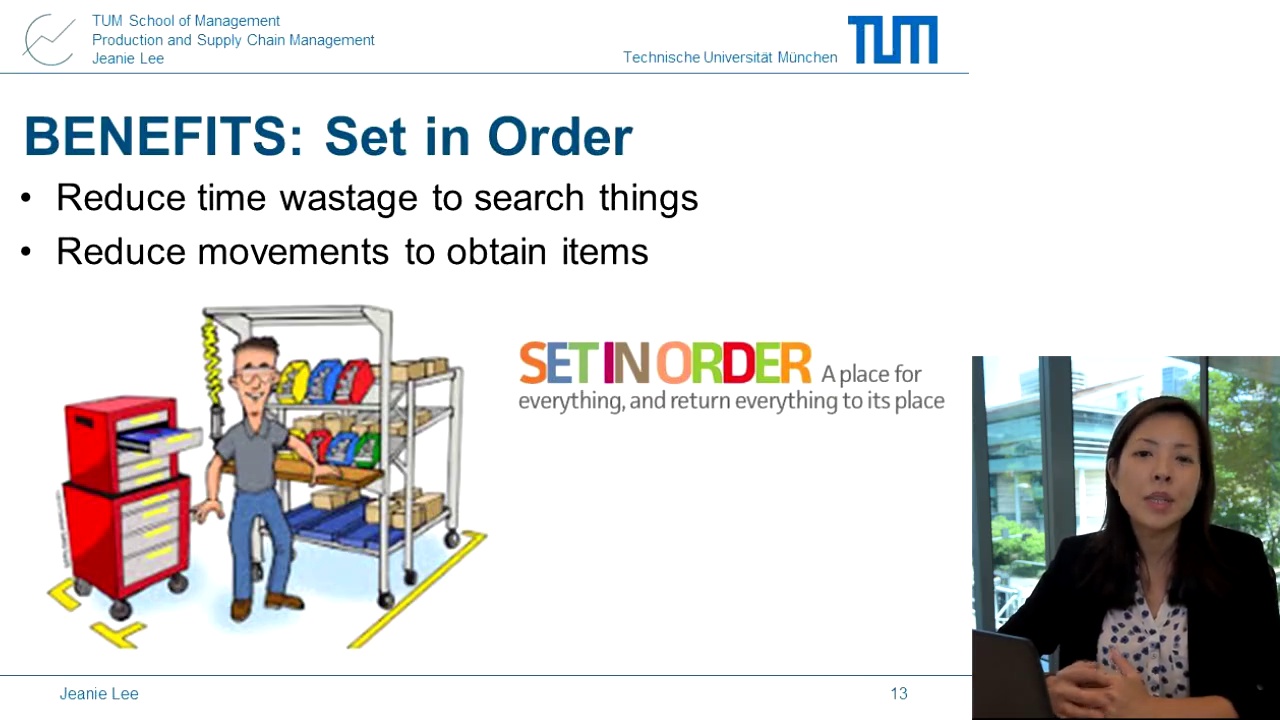 TUM School of Management
Production and Supply Chain Management
Jeanie Lee
Technische Universität München
TUM
BENEFITS: Set in Order
• Reduce time wastage to search things
• Reduce movements to obtain items
SET IN ORDER A place for
everything, and return everything to its place
Jeanie Lee
13